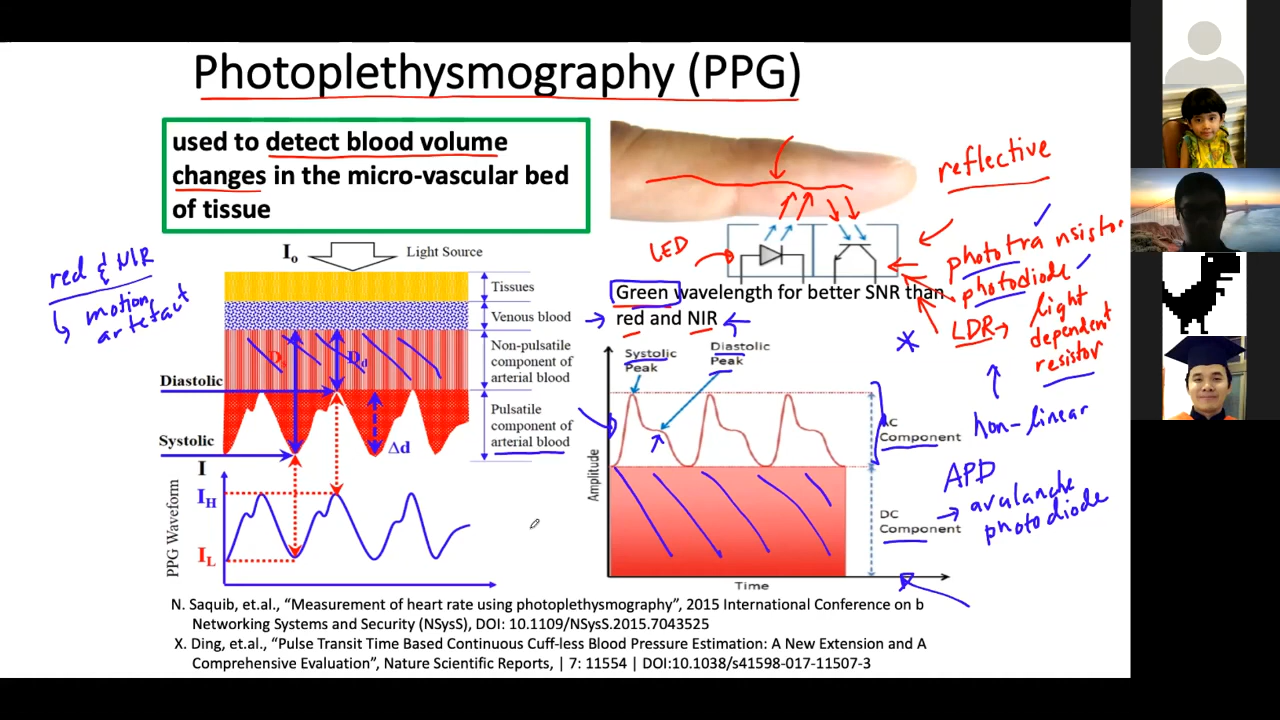 Photoplethysmography (PPG)
used to detect blood volume
changes in the micro-vascular bed
of tissue
reflective
LED
phototransistor
photodiode
LDR → light
dependent
resistor
non-linear
APD
→ avalanche
photodiode
red & NIR
↳ motion
artefact
Green wavelength for better SNR than
red and NIR
I₀
Light Source
Tissues
Venous blood
Non-pulsatile
component of
arterial blood
Pulsatile
component of
arterial blood
Diastolic
Systolic
D_d
Δd
I
I_H
I_L
PPG Waveform
Systolic
Peak
Diastolic
Peak
AC
Component
DC
Component
Amplitude
Time
N. Saquib, et.al., “Measurement of heart rate using photoplethysmography”, 2015 International Conference on b
Networking Systems and Security (NSysS), DOI: 10.1109/NSysS.2015.7043525
X. Ding, et.al., “Pulse Transit Time Based Continuous Cuff-less Blood Pressure Estimation: A New Extension and A
Comprehensive Evaluation”, Nature Scientific Reports, | 7: 11554 | DOI:10.1038/s41598-017-11507-3